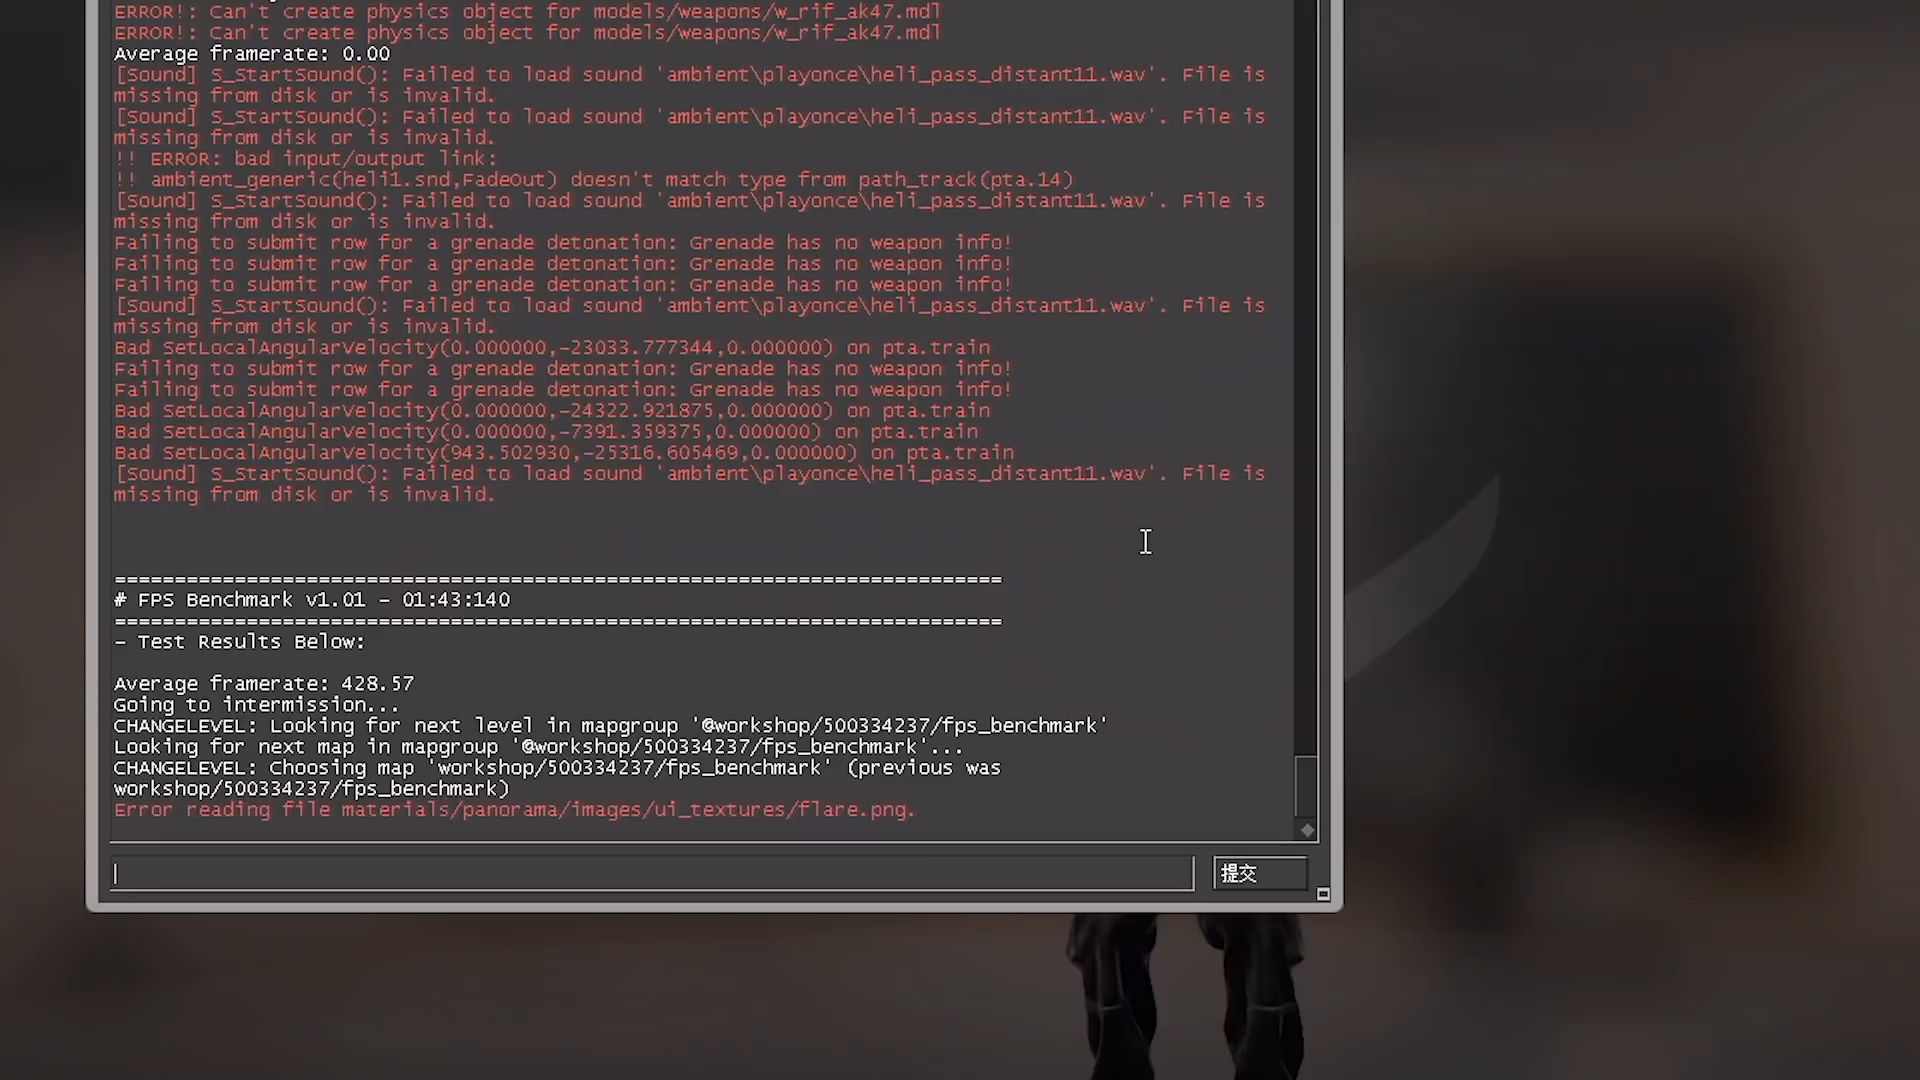 ERROR!: Can't create physics object for models/weapons/w_rif_ak47.mdl
ERROR!: Can't create physics object for models/weapons/w_rif_ak47.mdl
Average framerate: 0.00
[Sound] S_StartSound(): Failed to load sound 'ambient\playonce\heli_pass_distant11.wav'. File is
missing from disk or is invalid.
[Sound] S_StartSound(): Failed to load sound 'ambient\playonce\heli_pass_distant11.wav'. File is
missing from disk or is invalid.
!! ERROR: bad input/output link:
!! ambient_generic(heli1.snd,FadeOut) doesn't match type from path_track(pta.14)
[Sound] S_StartSound(): Failed to load sound 'ambient\playonce\heli_pass_distant11.wav'. File is
missing from disk or is invalid.
Failing to submit row for a grenade detonation: Grenade has no weapon info!
Failing to submit row for a grenade detonation: Grenade has no weapon info!
Failing to submit row for a grenade detonation: Grenade has no weapon info!
[Sound] S_StartSound(): Failed to load sound 'ambient\playonce\heli_pass_distant11.wav'. File is
missing from disk or is invalid.
Bad SetLocalAngularVelocity(0.000000,-23033.777344,0.000000) on pta.train
Failing to submit row for a grenade detonation: Grenade has no weapon info!
Failing to submit row for a grenade detonation: Grenade has no weapon info!
Bad SetLocalAngularVelocity(0.000000,-24322.921875,0.000000) on pta.train
Bad SetLocalAngularVelocity(0.000000,-7391.359375,0.000000) on pta.train
Bad SetLocalAngularVelocity(943.502930,-25316.605469,0.000000) on pta.train
[Sound] S_StartSound(): Failed to load sound 'ambient\playonce\heli_pass_distant11.wav'. File is
missing from disk or is invalid.
==========================================================================
# FPS Benchmark v1.01 - 01:43:140
==========================================================================
- Test Results Below:
Average framerate: 428.57
Going to intermission...
CHANGELEVEL: Looking for next level in mapgroup '@workshop/500334237/fps_benchmark'
Looking for next map in mapgroup '@workshop/500334237/fps_benchmark'...
CHANGELEVEL: Choosing map 'workshop/500334237/fps_benchmark' (previous was
workshop/500334237/fps_benchmark)
Error reading file materials/panorama/images/ui_textures/flare.png.
提交